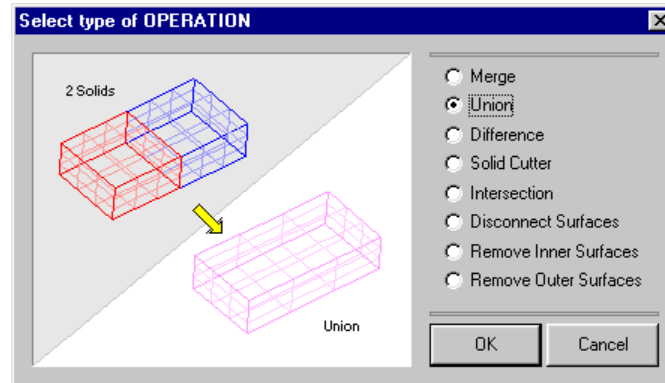 Select type of OPERATION
2 Solids
Union
Merge
Union
Difference
Solid Cutter
Intersection
Disconnect Surfaces
Remove Inner Surfaces
Remove Outer Surfaces
OK
Cancel